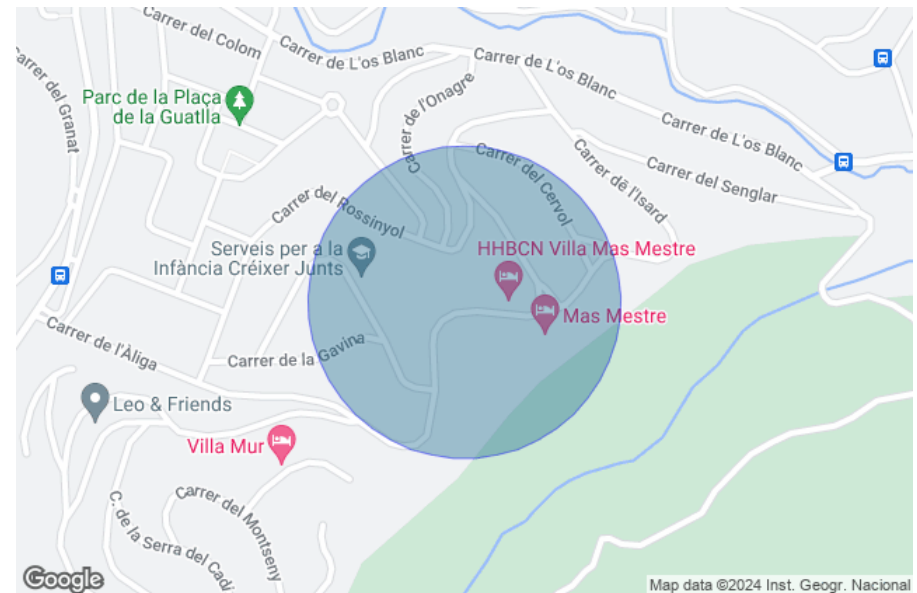 Carrer del Colom
Carrer de L'os Blanc
Carrer de L'os Blanc
Carrer de L'os Blanc
Carrer del Granat
Parc de la Plaça
de la Guatlla
Carrer de l'Onagre
Carrer del Cervol
Carrer de l'Isard
Carrer del Senglar
Carrer del Rossinyol
Serveis per a la
Infància Créixer Junts
HHBCN Villa Mas Mestre
Mas Mestre
Carrer de l'Àliga
Carrer de la Gavina
Leo & Friends
Villa Mur
Carrer del Montseny
C. de la Serra del Cadí
Google
Map data ©2024 Inst. Geogr. Nacional